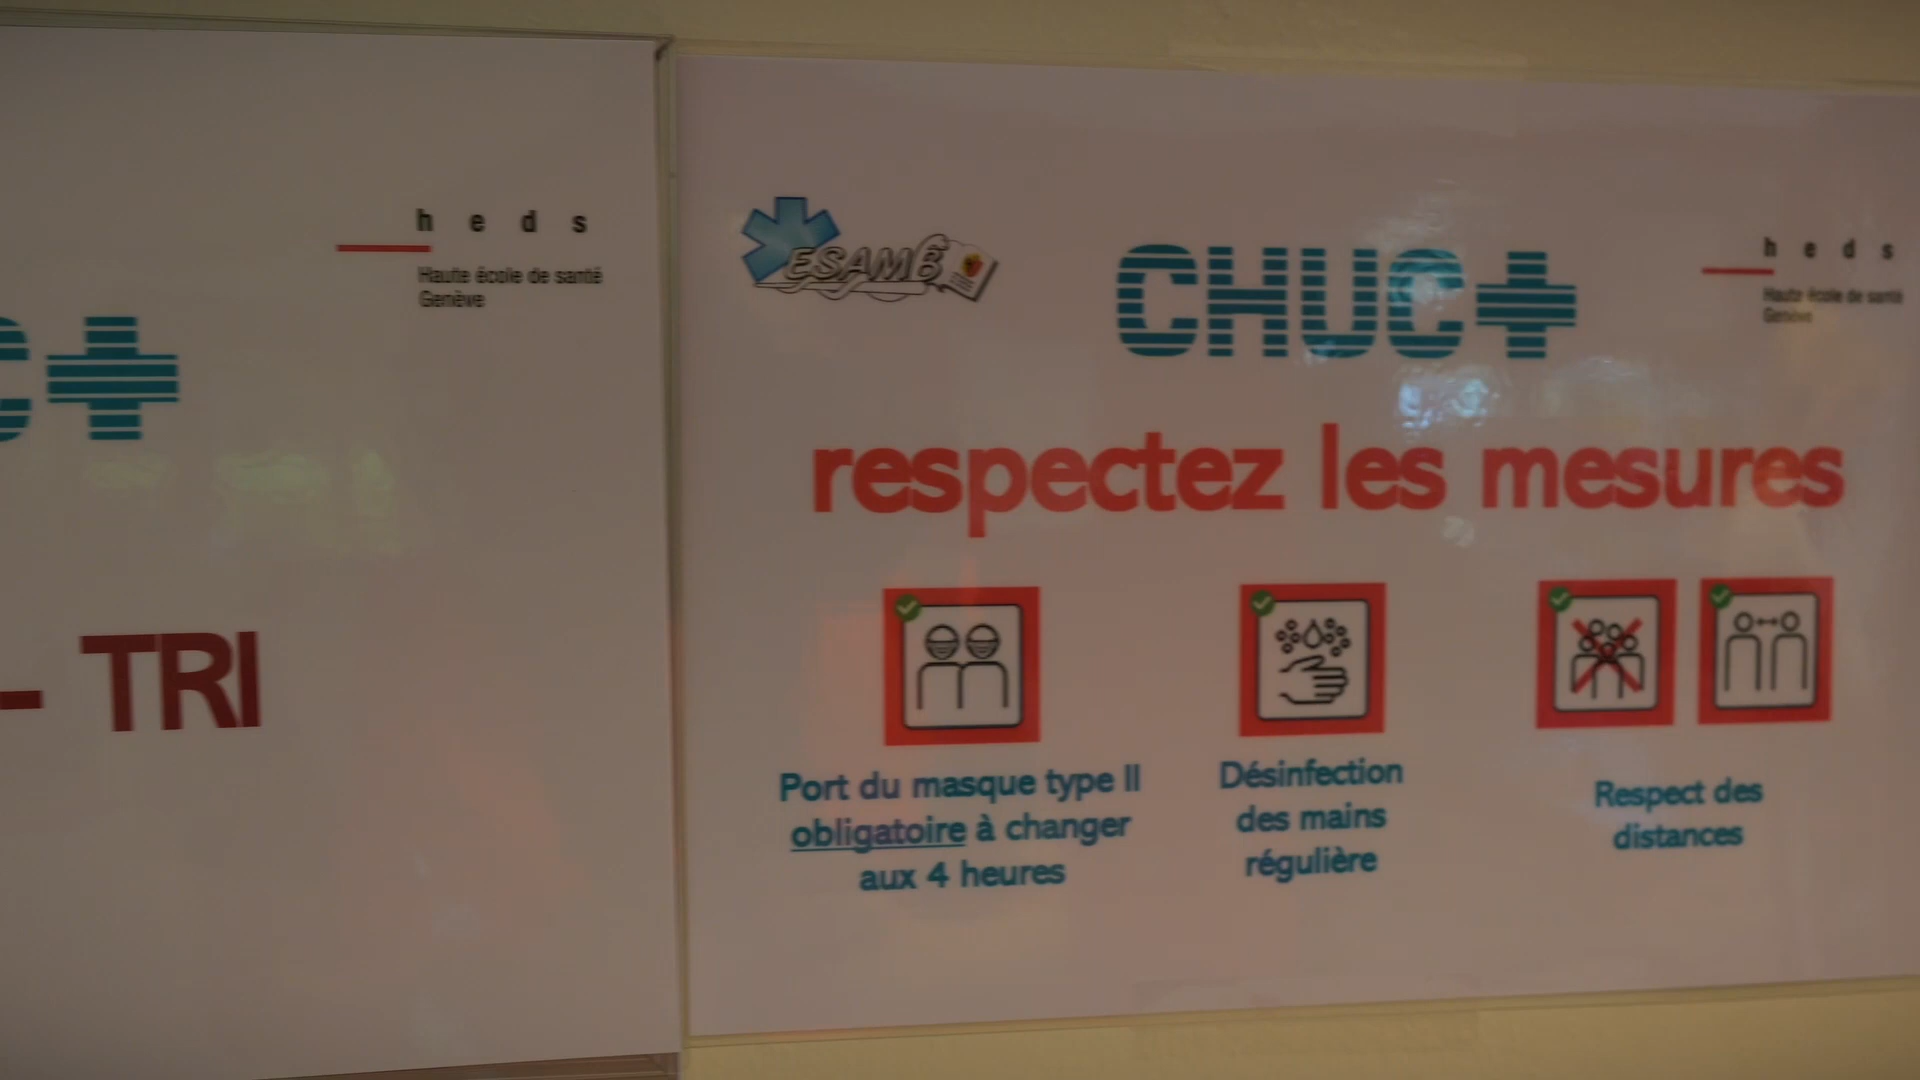 h e d s
Haute école de santé
Genève
C+
- TRI
ESAMB
CHUC+
h e d s
Haute école de santé
Genève
respectez les mesures
Port du masque type II
obligatoire à changer
aux 4 heures
Désinfection
des mains
régulière
Respect des
distances